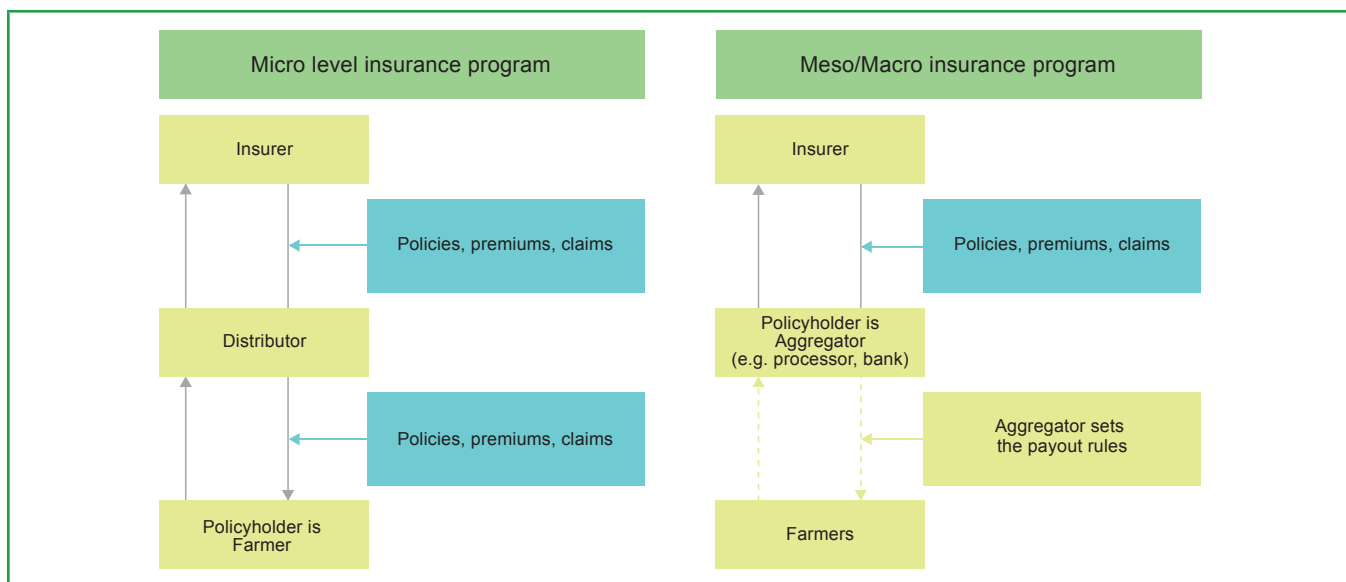 Micro level insurance program
Insurer
Policies, premiums, claims
Distributor
Policies, premiums, claims
Policyholder is
Farmer
Meso/Macro insurance program
Insurer
Policies, premiums, claims
Policyholder is
Aggregator
(e.g. processor, bank)
Aggregator sets
the payout rules
Farmers